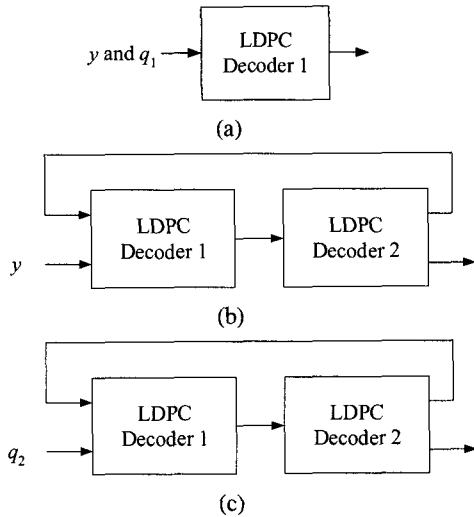 y and q₁
LDPC
Decoder 1
(a)
LDPC
Decoder 1
LDPC
Decoder 2
y
(b)
LDPC
Decoder 1
LDPC
Decoder 2
q₂
(c)